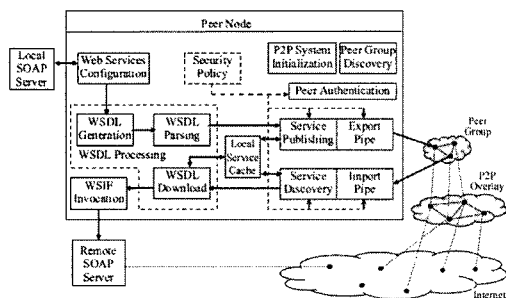 Peer Node
Local
SOAP
Server
Web Services
Configuration
Security
Policy
P2P System
Initialization
Peer Group
Discovery
Peer Authentication
WSDL
Generation
WSDL
Parsing
WSDL Processing
Service
Publishing
Export
Pipe
Local
Service
Cache
WSDL
Download
Service
Discovery
Import
Pipe
WSIF
Invocation
Remote
SOAP
Server
Peer
Group
P2P
Overlay
Internet